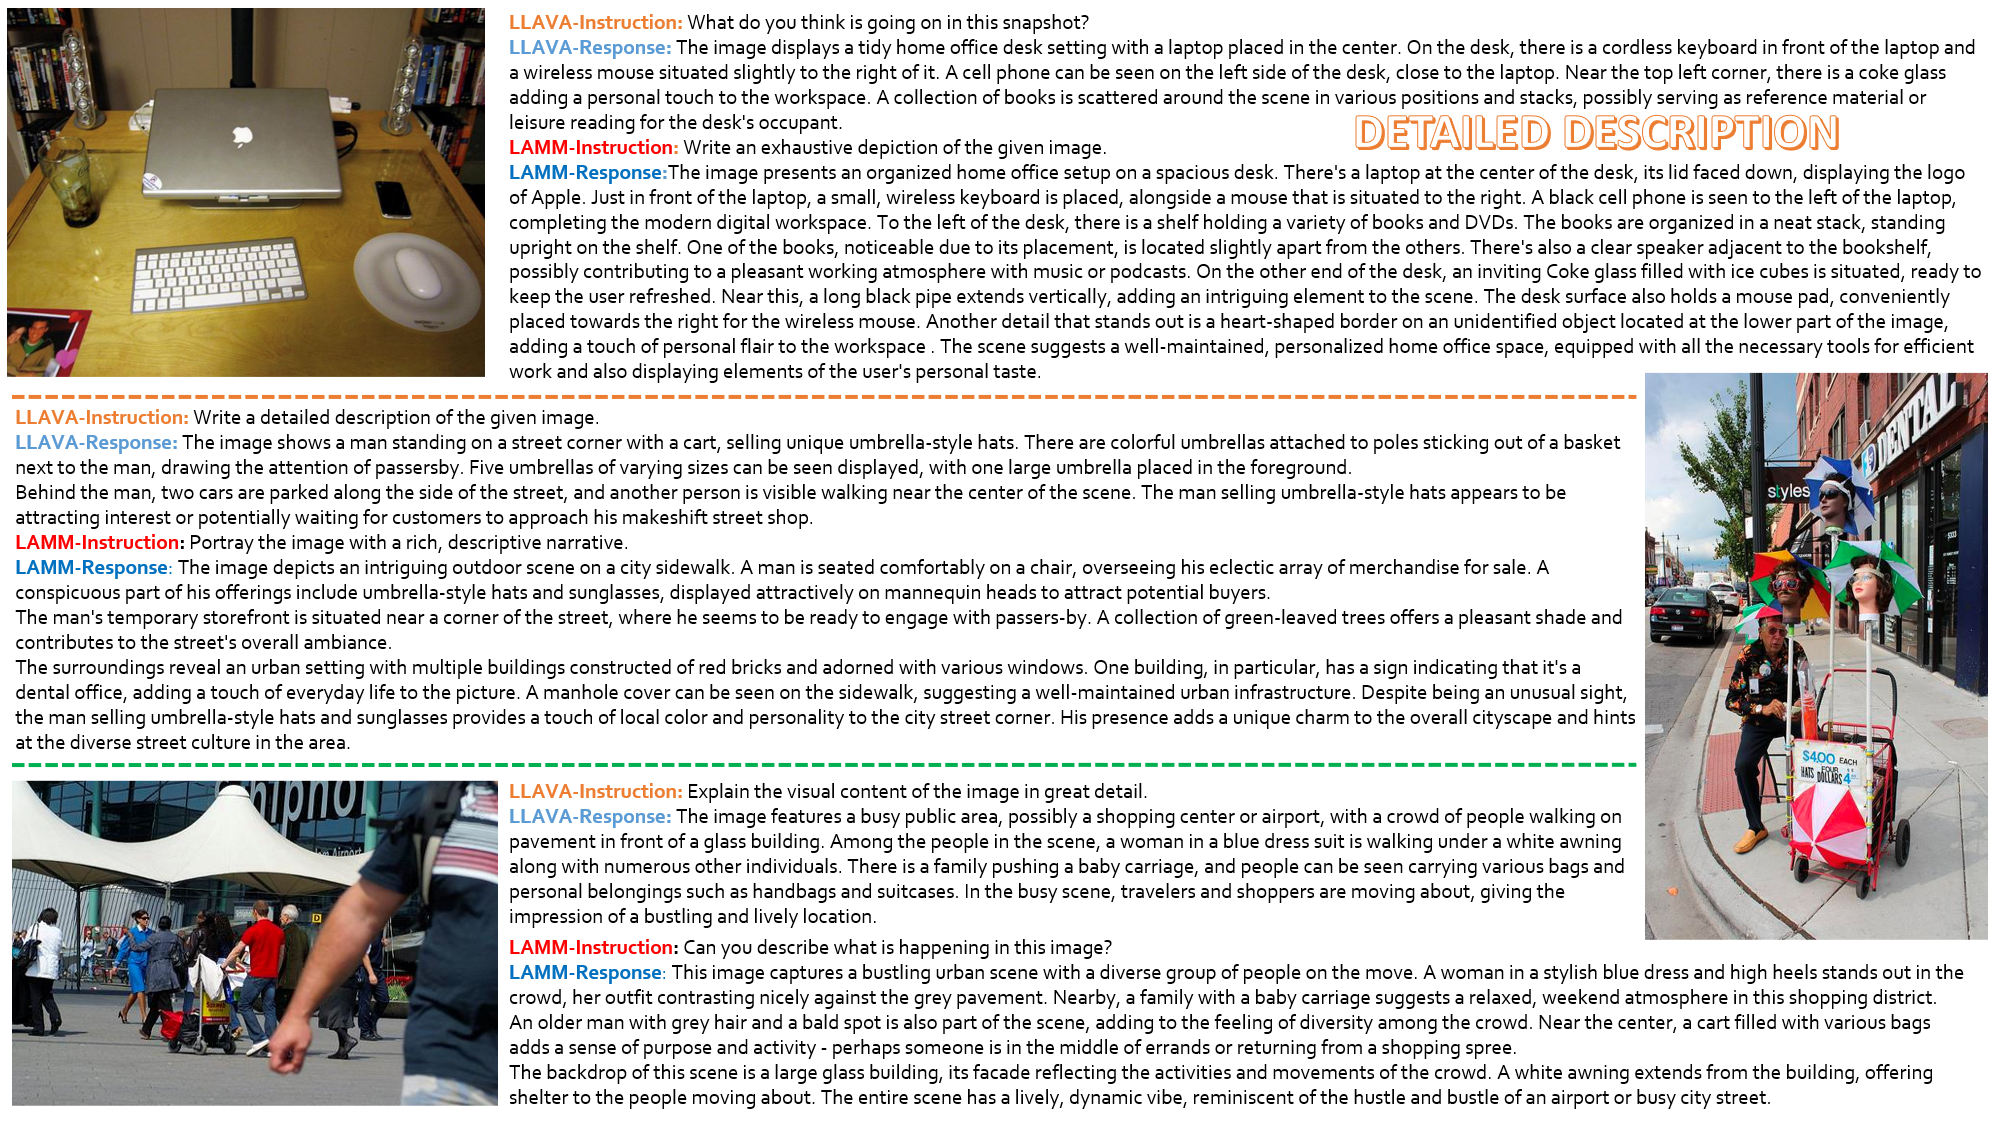 LLAVA-Instruction: What do you think is going on in this snapshot?
LLAVA-Response: The image displays a tidy home office desk setting with a laptop placed in the center. On the desk, there is a cordless keyboard in front of the laptop and
a wireless mouse situated slightly to the right of it. A cell phone can be seen on the left side of the desk, close to the laptop. Near the top left corner, there is a coke glass
adding a personal touch to the workspace. A collection of books is scattered around the scene in various positions and stacks, possibly serving as reference material or
leisure reading for the desk's occupant.
DETAILED DESCRIPTION
LAMM-Instruction: Write an exhaustive depiction of the given image.
LAMM-Response:The image presents an organized home office setup on a spacious desk. There's a laptop at the center of the desk, its lid faced down, displaying the logo
of Apple. Just in front of the laptop, a small, wireless keyboard is placed, alongside a mouse that is situated to the right. A black cell phone is seen to the left of the laptop,
completing the modern digital workspace. To the left of the desk, there is a shelf holding a variety of books and DVDs. The books are organized in a neat stack, standing
upright on the shelf. One of the books, noticeable due to its placement, is located slightly apart from the others. There's also a clear speaker adjacent to the bookshelf,
possibly contributing to a pleasant working atmosphere with music or podcasts. On the other end of the desk, an inviting Coke glass filled with ice cubes is situated, ready to
keep the user refreshed. Near this, a long black pipe extends vertically, adding an intriguing element to the scene. The desk surface also holds a mouse pad, conveniently
placed towards the right for the wireless mouse. Another detail that stands out is a heart-shaped border on an unidentified object located at the lower part of the image,
adding a touch of personal flair to the workspace . The scene suggests a well-maintained, personalized home office space, equipped with all the necessary tools for efficient
work and also displaying elements of the user's personal taste.
LLAVA-Instruction: Write a detailed description of the given image.
LLAVA-Response: The image shows a man standing on a street corner with a cart, selling unique umbrella-style hats. There are colorful umbrellas attached to poles sticking out of a basket
next to the man, drawing the attention of passersby. Five umbrellas of varying sizes can be seen displayed, with one large umbrella placed in the foreground.
Behind the man, two cars are parked along the side of the street, and another person is visible walking near the center of the scene. The man selling umbrella-style hats appears to be
attracting interest or potentially waiting for customers to approach his makeshift street shop.
LAMM-Instruction: Portray the image with a rich, descriptive narrative.
LAMM-Response: The image depicts an intriguing outdoor scene on a city sidewalk. A man is seated comfortably on a chair, overseeing his eclectic array of merchandise for sale. A
conspicuous part of his offerings include umbrella-style hats and sunglasses, displayed attractively on mannequin heads to attract potential buyers.
The man's temporary storefront is situated near a corner of the street, where he seems to be ready to engage with passers-by. A collection of green-leaved trees offers a pleasant shade and
contributes to the street's overall ambiance.
The surroundings reveal an urban setting with multiple buildings constructed of red bricks and adorned with various windows. One building, in particular, has a sign indicating that it's a
dental office, adding a touch of everyday life to the picture. A manhole cover can be seen on the sidewalk, suggesting a well-maintained urban infrastructure. Despite being an unusual sight,
the man selling umbrella-style hats and sunglasses provides a touch of local color and personality to the city street corner. His presence adds a unique charm to the overall cityscape and hints
at the diverse street culture in the area.
DENTAL
styles
$4.00 EACH
HATS FOUR DOLLARS 4
hiphol
Airport
D
LLAVA-Instruction: Explain the visual content of the image in great detail.
LLAVA-Response: The image features a busy public area, possibly a shopping center or airport, with a crowd of people walking on
pavement in front of a glass building. Among the people in the scene, a woman in a blue dress suit is walking under a white awning
along with numerous other individuals. There is a family pushing a baby carriage, and people can be seen carrying various bags and
personal belongings such as handbags and suitcases. In the busy scene, travelers and shoppers are moving about, giving the
impression of a bustling and lively location.
LAMM-Instruction: Can you describe what is happening in this image?
LAMM-Response: This image captures a bustling urban scene with a diverse group of people on the move. A woman in a stylish blue dress and high heels stands out in the
crowd, her outfit contrasting nicely against the grey pavement. Nearby, a family with a baby carriage suggests a relaxed, weekend atmosphere in this shopping district.
An older man with grey hair and a bald spot is also part of the scene, adding to the feeling of diversity among the crowd. Near the center, a cart filled with various bags
adds a sense of purpose and activity - perhaps someone is in the middle of errands or returning from a shopping spree.
The backdrop of this scene is a large glass building, its facade reflecting the activities and movements of the crowd. A white awning extends from the building, offering
shelter to the people moving about. The entire scene has a lively, dynamic vibe, reminiscent of the hustle and bustle of an airport or busy city street.